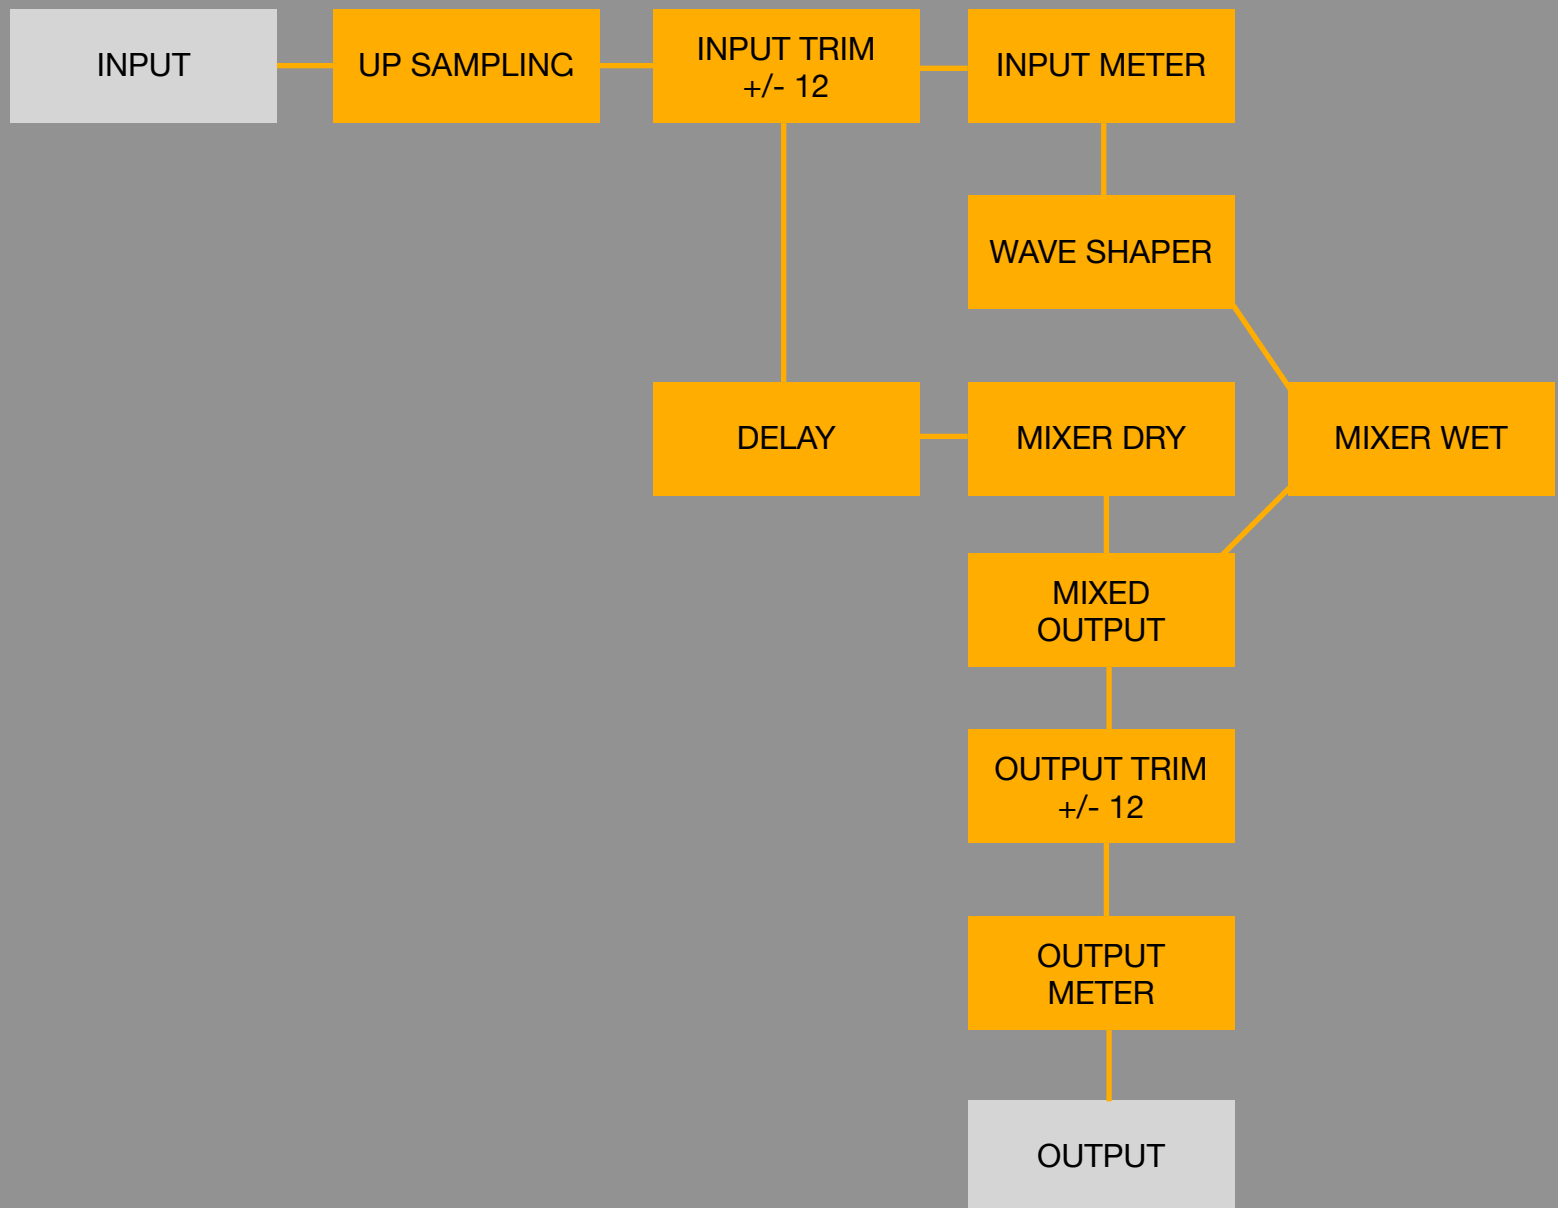 INPUT
UP SAMPLING
INPUT TRIM
+/- 12
INPUT METER
WAVE SHAPER
DELAY
MIXER DRY
MIXER WET
MIXED
OUTPUT
OUTPUT TRIM
+/- 12
OUTPUT
METER
OUTPUT